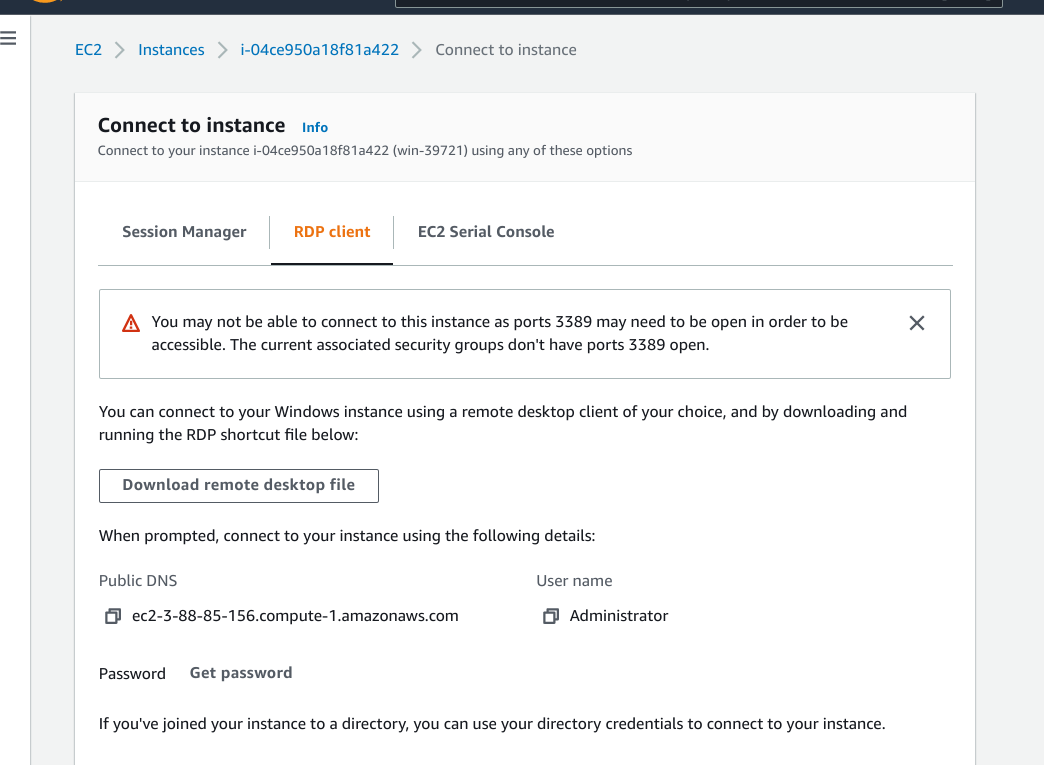 EC2 > Instances > i-04ce950a18f81a422 > Connect to instance
Connect to instance Info
Connect to your instance i-04ce950a18f81a422 (win-39721) using any of these options
Session Manager RDP client EC2 Serial Console
You may not be able to connect to this instance as ports 3389 may need to be open in order to be
accessible. The current associated security groups don't have ports 3389 open.
You can connect to your Windows instance using a remote desktop client of your choice, and by downloading and
running the RDP shortcut file below:
Download remote desktop file
When prompted, connect to your instance using the following details:
Public DNS User name
ec2-3-88-85-156.compute-1.amazonaws.com Administrator
Password Get password
If you've joined your instance to a directory, you can use your directory credentials to connect to your instance.